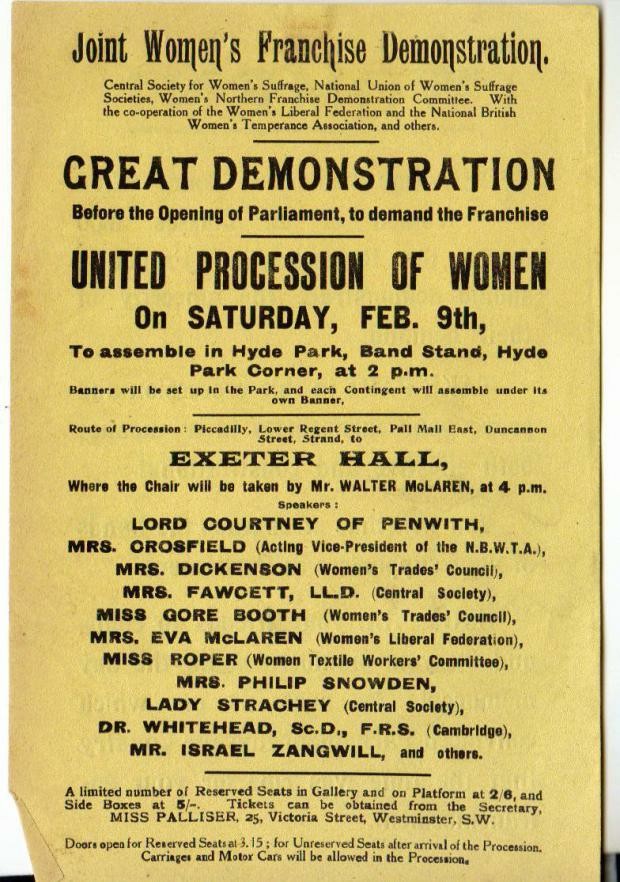 Joint Women's Franchise Demonstration.
Central Society for Women's Suffrage, National Union of Women's Suffrage
Societies, Women's Northern Franchise Demonstration Committee. With
the co-operation of the Women's Liberal Federation and the National British
Women's Temperance Association, and others.
GREAT DEMONSTRATION
Before the Opening of Parliament, to demand the Franchise
UNITED PROCESSION OF WOMEN
On SATURDAY, FEB. 9th,
To assemble in Hyde Park, Band Stand, Hyde
Park Corner, at 2 p.m.
Banners will be set up in the Park, and each Contingent will assemble under its
own Banner,
Route of Procession: Piccadilly, Lower Regent Street, Pall Mall East, Duncannon
Street, Strand, to
EXETER HALL,
Where the Chair will be taken by Mr. WALTER McLAREN, at 4 p.m.
Speakers:
LORD COURTNEY OF PENWITH,
MRS. CROSFIELD (Acting Vice-President of the N.B.W.T.A.),
MRS. DICKENSON (Women's Trades' Council),
MRS. FAWCETT, LL.D. (Central Society),
MISS GORE BOOTH (Women's Trades' Council),
MRS. EVA McLAREN (Women's Liberal Federation),
MISS ROPER (Women Textile Workers' Committee),
MRS. PHILIP SNOWDEN,
LADY STRACHEY (Central Society),
DR. WHITEHEAD, Sc.D., F.R.S. (Cambridge),
MR. ISRAEL ZANGWILL, and others.
A limited number of Reserved Seats in Gallery and on Platform at 2/6, and
Side Boxes at 5/-. Tickets can be obtained from the Secretary,
MISS PALLISER, 25, Victoria Street, Westminster, S.W.
Doors open for Reserved Seats at 3.15; for Unreserved Seats after arrival of the Procession.
Carriages and Motor Cars will be allowed in the Procession.